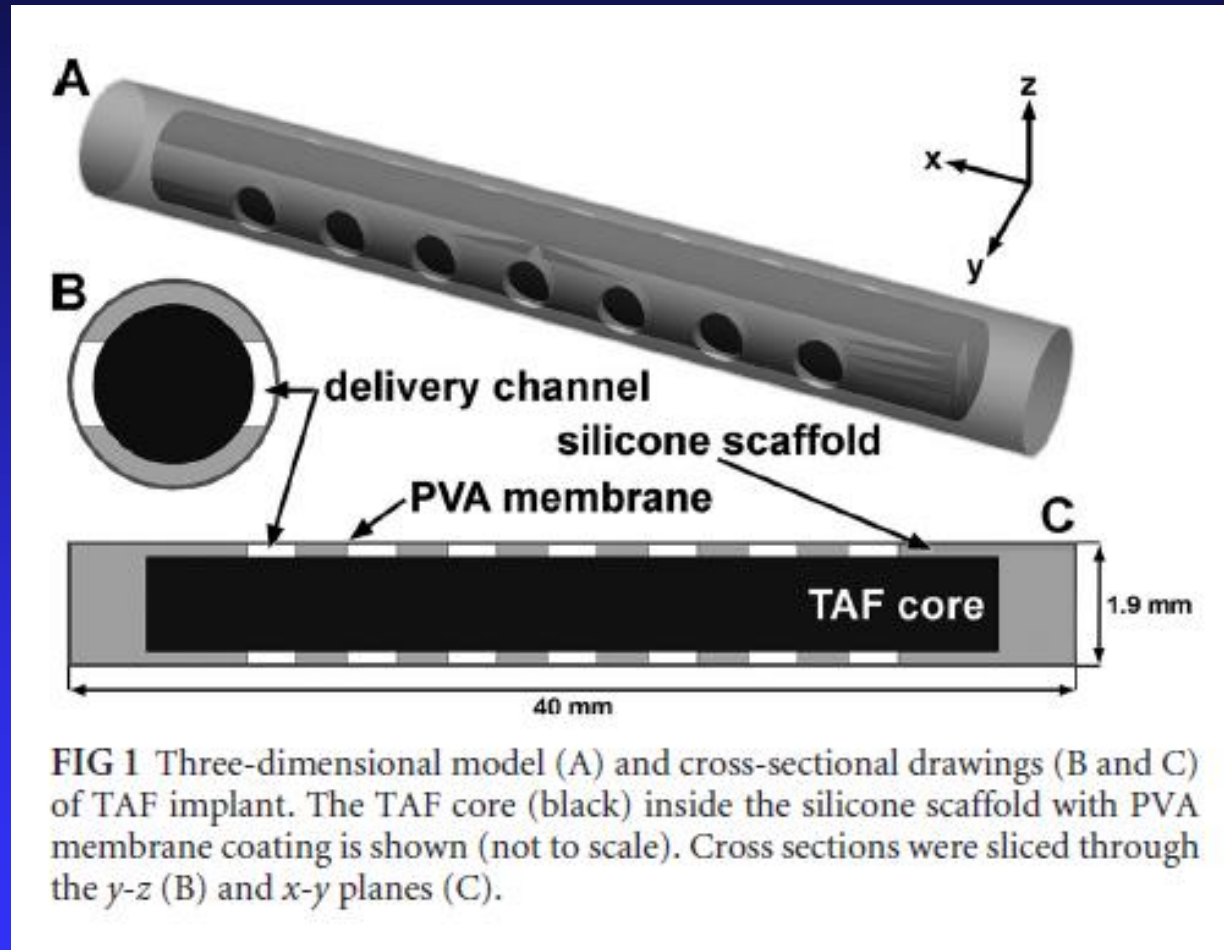 A
z
x
y
B
delivery channel
silicone scaffold
PVA membrane
C
TAF core
1.9 mm
40 mm
FIG 1 Three-dimensional model (A) and cross-sectional drawings (B and C)
of TAF implant. The TAF core (black) inside the silicone scaffold with PVA
membrane coating is shown (not to scale). Cross sections were sliced through
the y-z (B) and x-y planes (C).